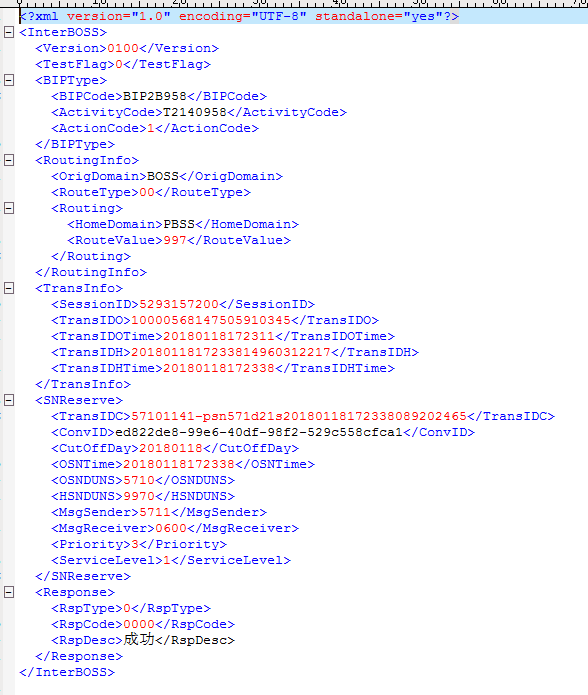 <?xml version="1.0" encoding="UTF-8" standalone="yes"?>
<InterBOSS>
<Version>0100</Version>
<TestFlag>0</TestFlag>
<BIPType>
<BIPCode>BIP2B958</BIPCode>
<ActivityCode>T2140958</ActivityCode>
<ActionCode>1</ActionCode>
</BIPType>
<RoutingInfo>
<OrigDomain>BOSS</OrigDomain>
<RouteType>00</RouteType>
<Routing>
<HomeDomain>PBSS</HomeDomain>
<RouteValue>997</RouteValue>
</Routing>
</RoutingInfo>
<TransInfo>
<SessionID>5293157200</SessionID>
<TransIDO>10000568147505910345</TransIDO>
<TransIDOTime>20180118172311</TransIDOTime>
<TransIDH>2018011817233814960312217</TransIDH>
<TransIDHTime>20180118172338</TransIDHTime>
</TransInfo>
<SNReserve>
<TransIDC>57101141-psn571d21s20180118172338089202465</TransIDC>
<ConvID>ed822de8-99e6-40df-98f2-529c558cfca1</ConvID>
<CutOffDay>20180118</CutOffDay>
<OSNTime>20180118172338</OSNTime>
<OSNDUNS>5710</OSNDUNS>
<HSNDUNS>9970</HSNDUNS>
<MsgSender>5711</MsgSender>
<MsgReceiver>0600</MsgReceiver>
<Priority>3</Priority>
<ServiceLevel>1</ServiceLevel>
</SNReserve>
<Response>
<RspType>0</RspType>
<RspCode>0000</RspCode>
<RspDesc>成功</RspDesc>
</Response>
</InterBOSS>